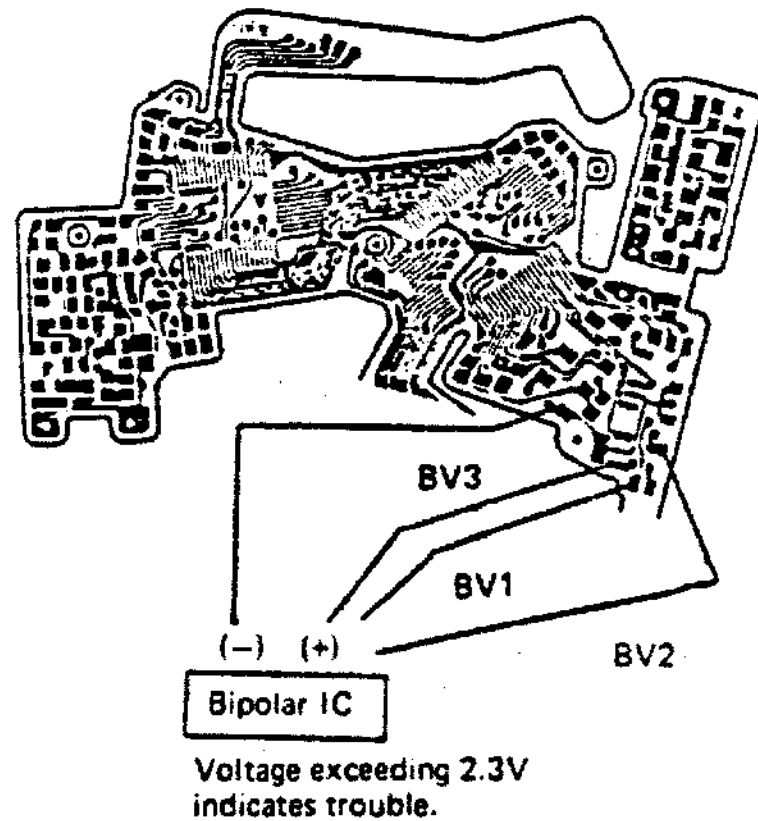 BV3
BV1
BV2
(−) (+)
Bipolar IC
Voltage exceeding 2.3V
indicates trouble.